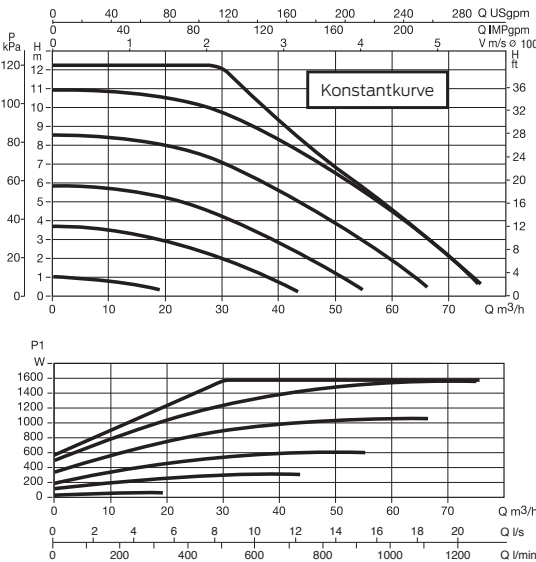 0 40 80 120 160 200 240 280 Q USgpm
0 40 80 120 160 200 Q IMPgpm
0 1 2 3 4 5 V m/s ø 100
P kPa H m H ft
Konstantkurve
120 12
11 36
100 10 32
9
80 8 28
7 24
60 6 20
5 16
40 4
3 12
20 2 8
1 4
0 0 0
0 10 20 30 40 50 60 70 Q m³/h
P1
W
1600
1400
1200
1000
800
600
400
200
0
0 10 20 30 40 50 60 70 Q m³/h
0 2 4 6 8 10 12 14 16 18 20 Q l/s
0 200 400 600 800 1000 1200 Q l/min